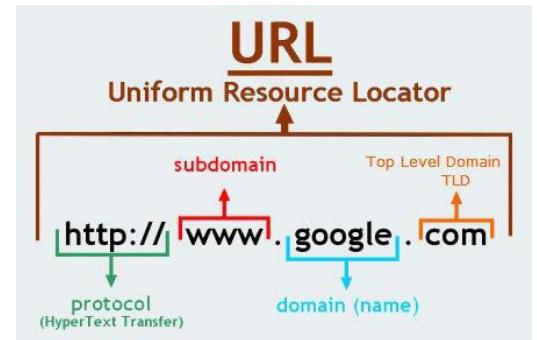 URL
Uniform Resource Locator
subdomain
Top Level Domain
TLD
http:// www . google . com
protocol
(HyperText Transfer)
domain (name)